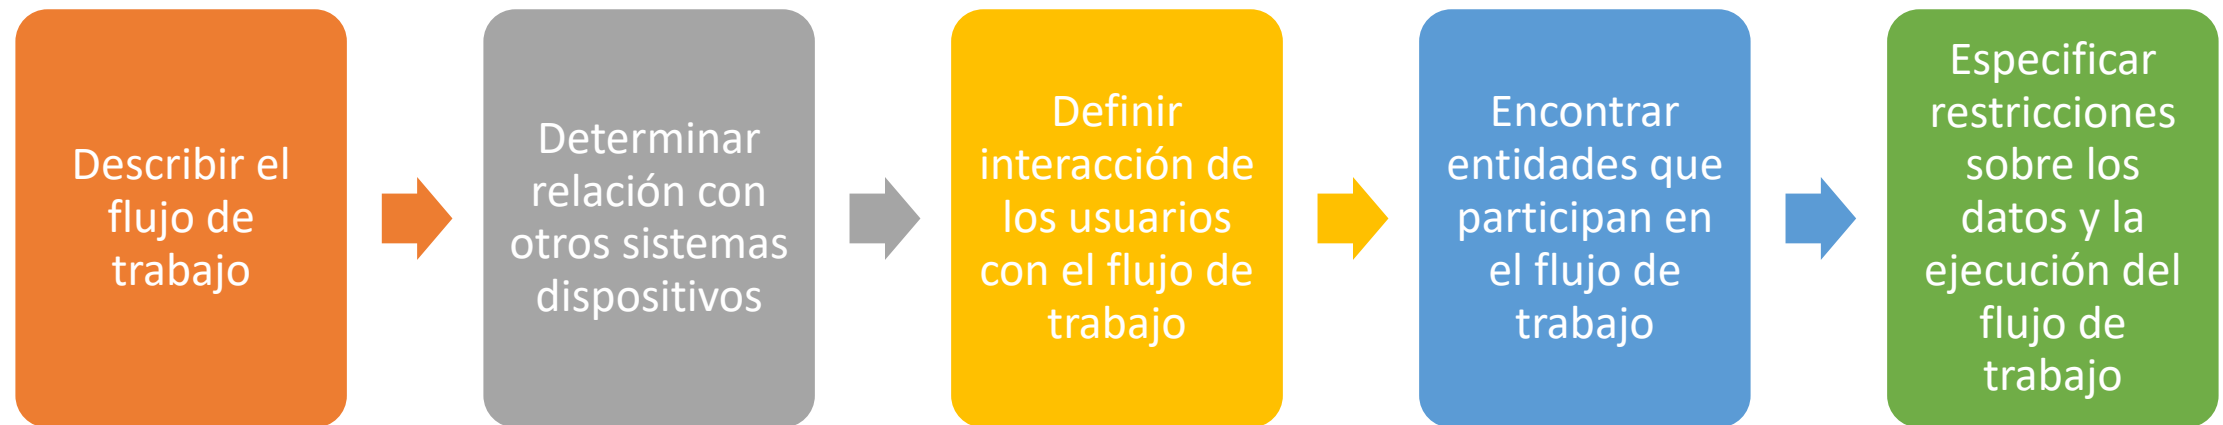 Describir el
flujo de
trabajo
Determinar
relación con
otros sistemas
dispositivos
Definir
interacción de
los usuarios
con el flujo de
trabajo
Encontrar
entidades que
participan en
el flujo de
trabajo
Especificar
restricciones
sobre los
datos y la
ejecución del
flujo de
trabajo